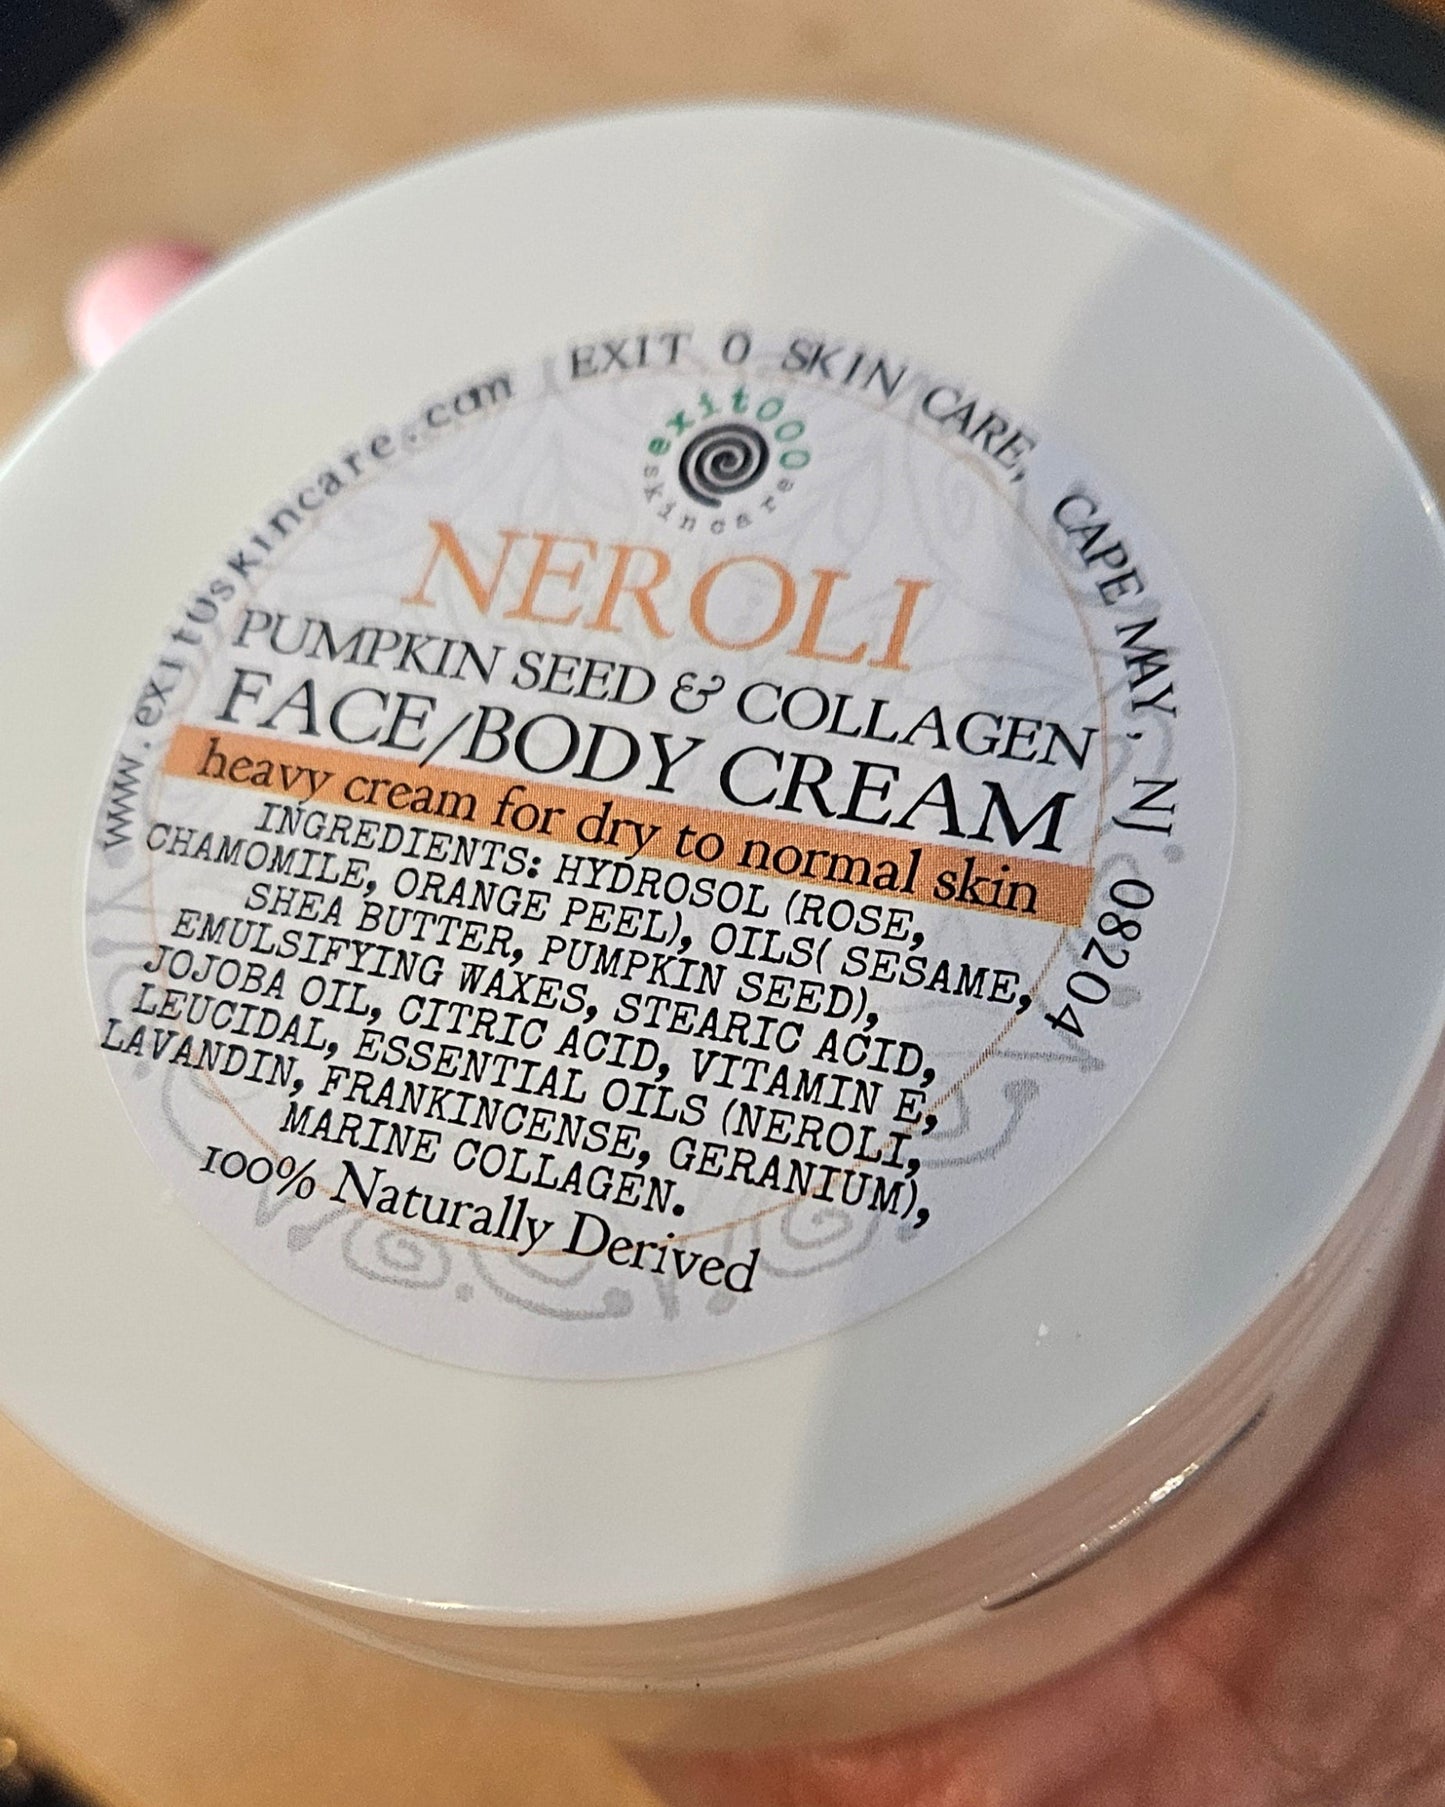 www.exit0skincare.com | EXIT 0 SKIN CARE, CAPE MAY, NJ 08204
exit000
skincare
NEROLI
PUMPKIN SEED & COLLAGEN
FACE/BODY CREAM
heavy cream for dry to normal skin
INGREDIENTS: HYDROSOL (ROSE,
CHAMOMILE, ORANGE PEEL), OILS( SESAME,
SHEA BUTTER, PUMPKIN SEED),
EMULSIFYING WAXES, STEARIC ACID,
JOJOBA OIL, CITRIC ACID, VITAMIN E,
LEUCIDAL, ESSENTIAL OILS (NEROLI,
LAVANDIN, FRANKINCENSE, GERANIUM),
MARINE COLLAGEN.
100% Naturally Derived